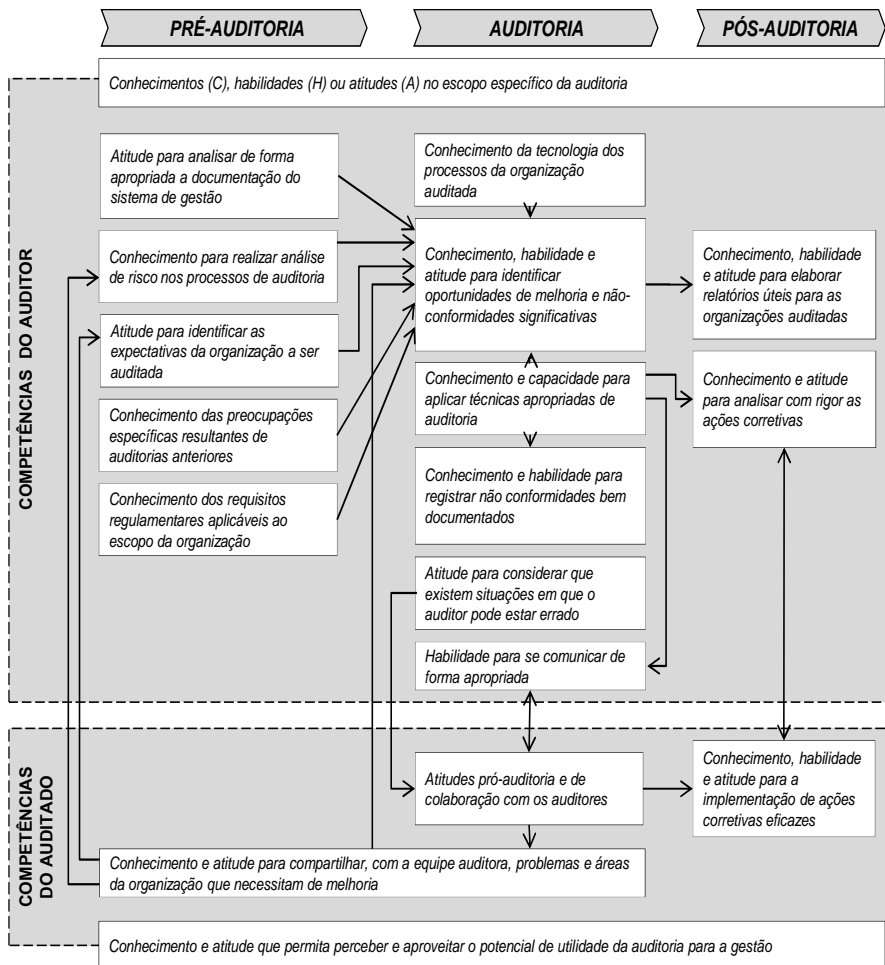 PRÉ-AUDITORIA
AUDITORIA
PÓS-AUDITORIA
COMPETÊNCIAS DO AUDITOR
Conhecimentos (C), habilidades (H) ou atitudes (A) no escopo específico da auditoria
Atitude para analisar de forma
apropriada a documentação do
sistema de gestão
Conhecimento para realizar análise
de risco nos processos de auditoria
Atitude para identificar as
expectativas da organização a ser
auditada
Conhecimento das preocupações
específicas resultantes de
auditorias anteriores
Conhecimento dos requisitos
regulamentares aplicáveis ao
escopo da organização
Conhecimento da tecnologia dos
processos da organização
auditada
Conhecimento, habilidade e
atitude para identificar
oportunidades de melhoria e não-
conformidades significativas
Conhecimento e capacidade para
aplicar técnicas apropriadas de
auditoria
Conhecimento e habilidade para
registrar não conformidades bem
documentados
Atitude para considerar que
existem situações em que o
auditor pode estar errado
Habilidade para se comunicar de
forma apropriada
Conhecimento, habilidade
e atitude para elaborar
relatórios úteis para as
organizações auditadas
Conhecimento e atitude
para analisar com rigor as
ações corretivas
COMPETÊNCIAS
DO AUDITADO
Atitudes pró-auditoria e de
colaboração com os auditores
Conhecimento, habilidade
e atitude para a
implementação de ações
corretivas eficazes
Conhecimento e atitude para compartilhar, com a equipe auditora, problemas e áreas
da organização que necessitam de melhoria
Conhecimento e atitude que permita perceber e aproveitar o potencial de utilidade da auditoria para a gestão